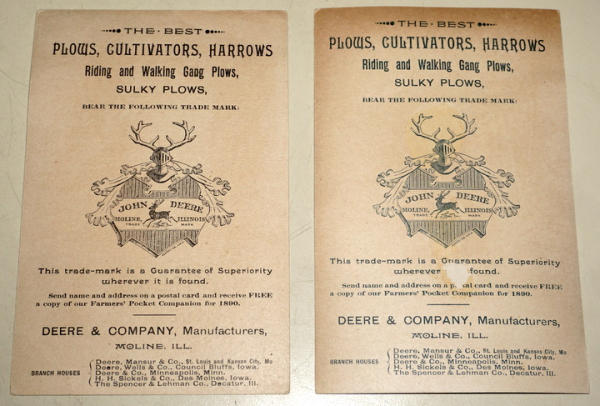 THE BEST
PLOWS, CULTIVATORS, HARROWS
Riding and Walking Gang Plows,
SULKY PLOWS,
BEAR THE FOLLOWING TRADE MARK:
JOHN DEERE
MOLINE, ILLINOIS
TRADE MARK
This trade-mark is a Guarantee of Superiority
wherever it is found.
Send name and address on a postal card and receive FREE
a copy of our Farmers' Pocket Companion for 1890.
DEERE & COMPANY, Manufacturers,
MOLINE, ILL.
BRANCH HOUSES
Deere, Mansur & Co., St. Louis and Kansas City, Mo
Deere, Wells & Co., Council Bluffs, Iowa.
Deere & Co., Minneapolis, Minn.
H. H. Sickels & Co., Des Moines, Iowa.
The Spencer & Lehman Co., Decatur, Ill.
THE BEST
PLOWS, CULTIVATORS, HARROWS
Riding and Walking Gang Plows,
SULKY PLOWS,
BEAR THE FOLLOWING TRADE MARK:
JOHN DEERE
MOLINE, ILLINOIS
TRADE MARK
This trade-mark is a Guarantee of Superiority
wherever is found.
Send name and address on a postal card and receive FREE
a copy of our Farmers' Pocket Companion for 1890.
DEERE & COMPANY, Manufacturers,
MOLINE, ILL.
BRANCH HOUSES
Deere, Mansur & Co., St. Louis and Kansas City, Mo.
Deere, Wells & Co., Council Bluffs, Iowa.
Deere & Co., Minneapolis, Minn.
H. H. Sickels & Co., Des Moines, Iowa.
The Spencer & Lehman Co., Decatur, Ill.